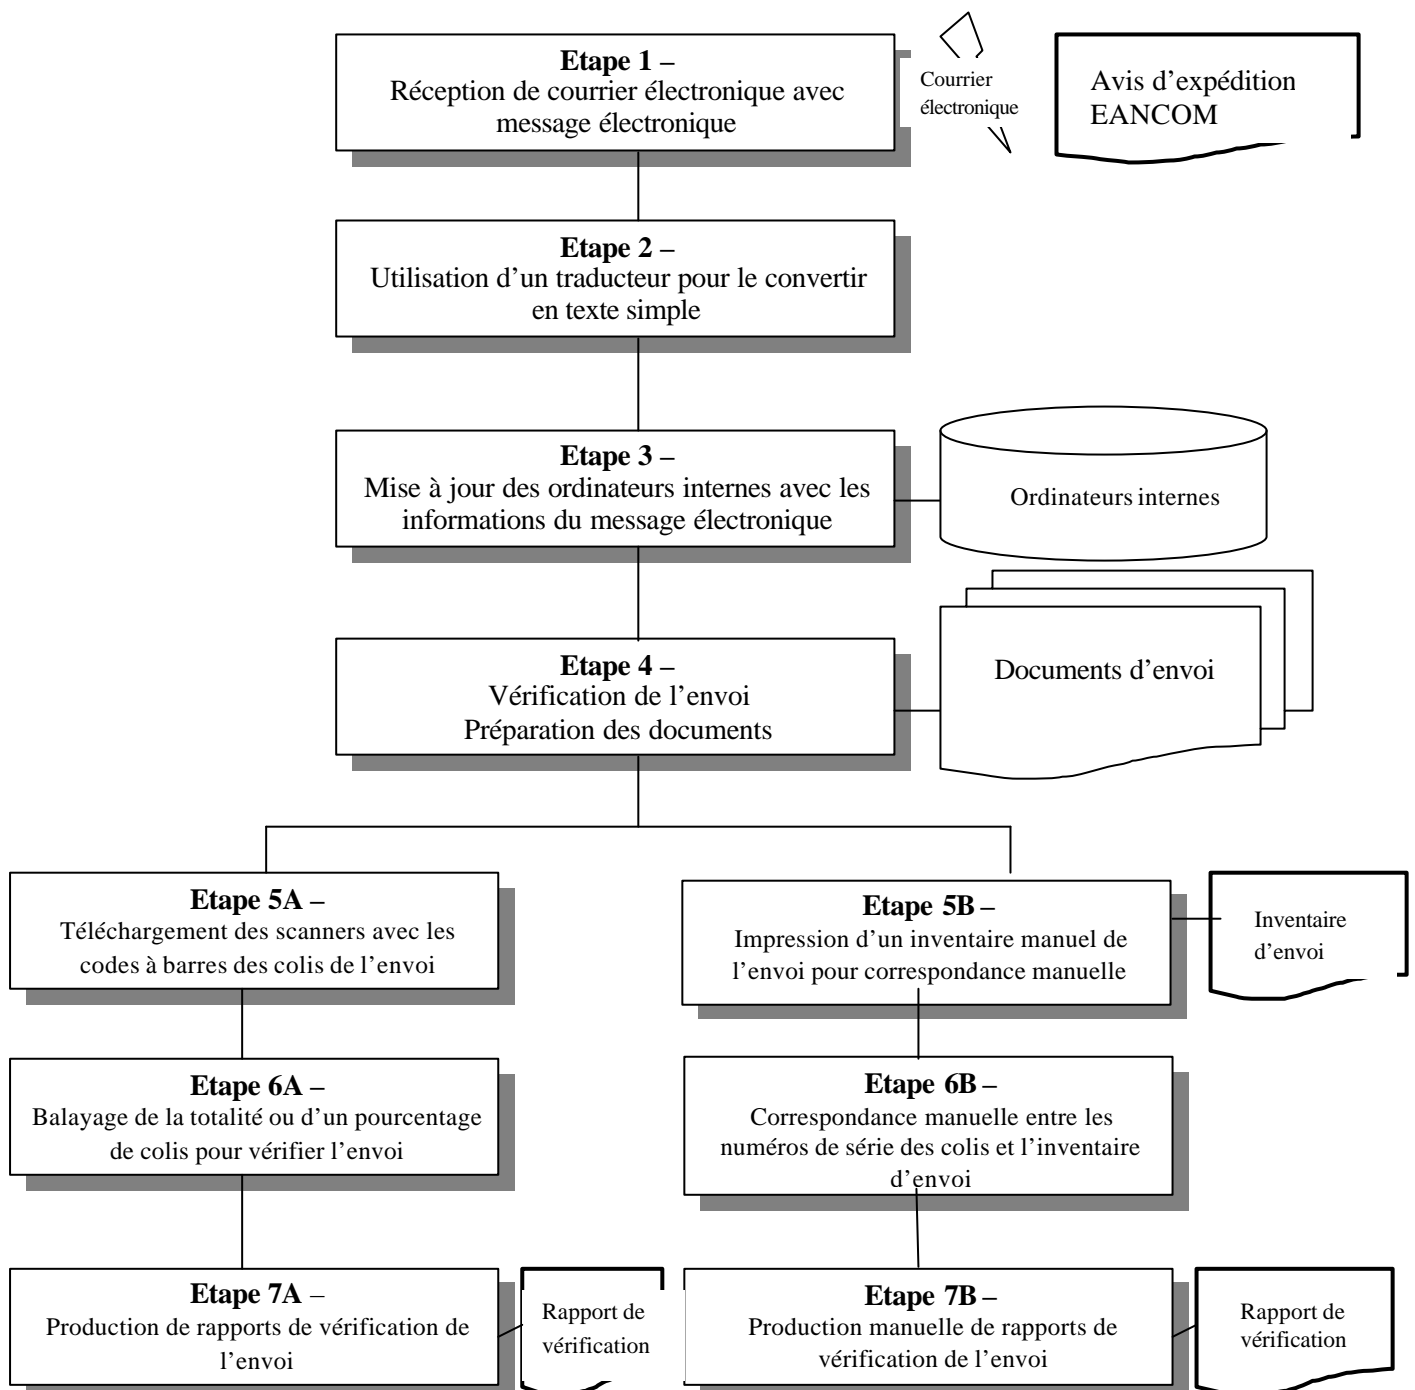 Etape 1 –
Réception de courrier électronique avec
message électronique
Courrier
électronique
Avis d'expédition
EANCOM
Etape 2 –
Utilisation d'un traducteur pour le convertir
en texte simple
Etape 3 –
Mise à jour des ordinateurs internes avec les
informations du message électronique
Ordinateurs internes
Etape 4 –
Vérification de l'envoi
Préparation des documents
Documents d'envoi
Etape 5A –
Téléchargement des scanners avec les
codes à barres des colis de l'envoi
Etape 5B –
Impression d'un inventaire manuel de
l'envoi pour correspondance manuelle
Inventaire
d'envoi
Etape 6A –
Balayage de la totalité ou d'un pourcentage
de colis pour vérifier l'envoi
Etape 6B –
Correspondance manuelle entre les
numéros de série des colis et l'inventaire
d'envoi
Etape 7A –
Production de rapports de vérification de
l'envoi
Rapport de
vérification
Etape 7B –
Production manuelle de rapports de
vérification de l'envoi
Rapport de
vérification